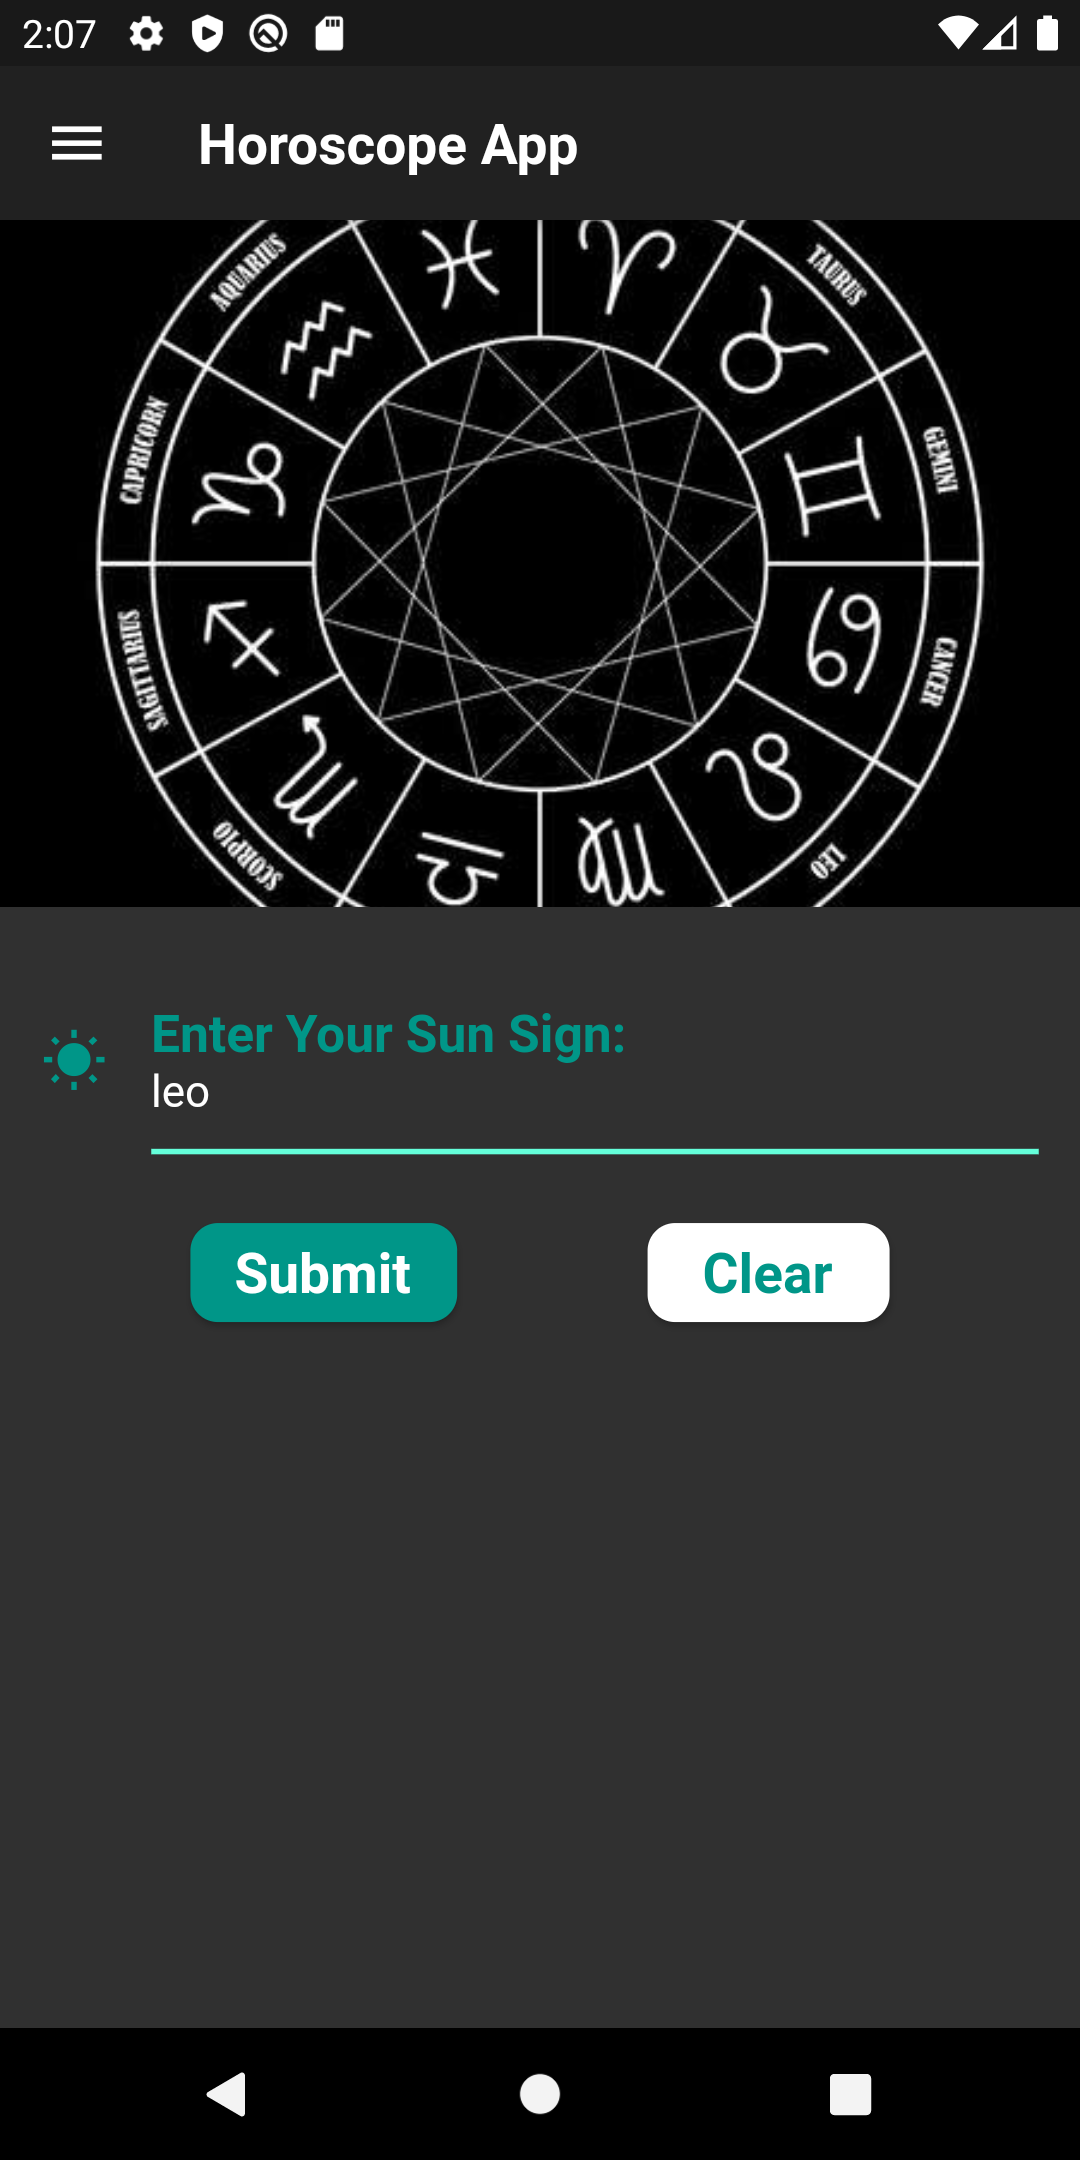 2:07
Horoscope App
AQUARIUS
TAURUS
CAPRICORN
GEMINI
SAGITTARIUS
CANCER
SCORPIO
LEO
Enter Your Sun Sign:
leo
Submit
Clear